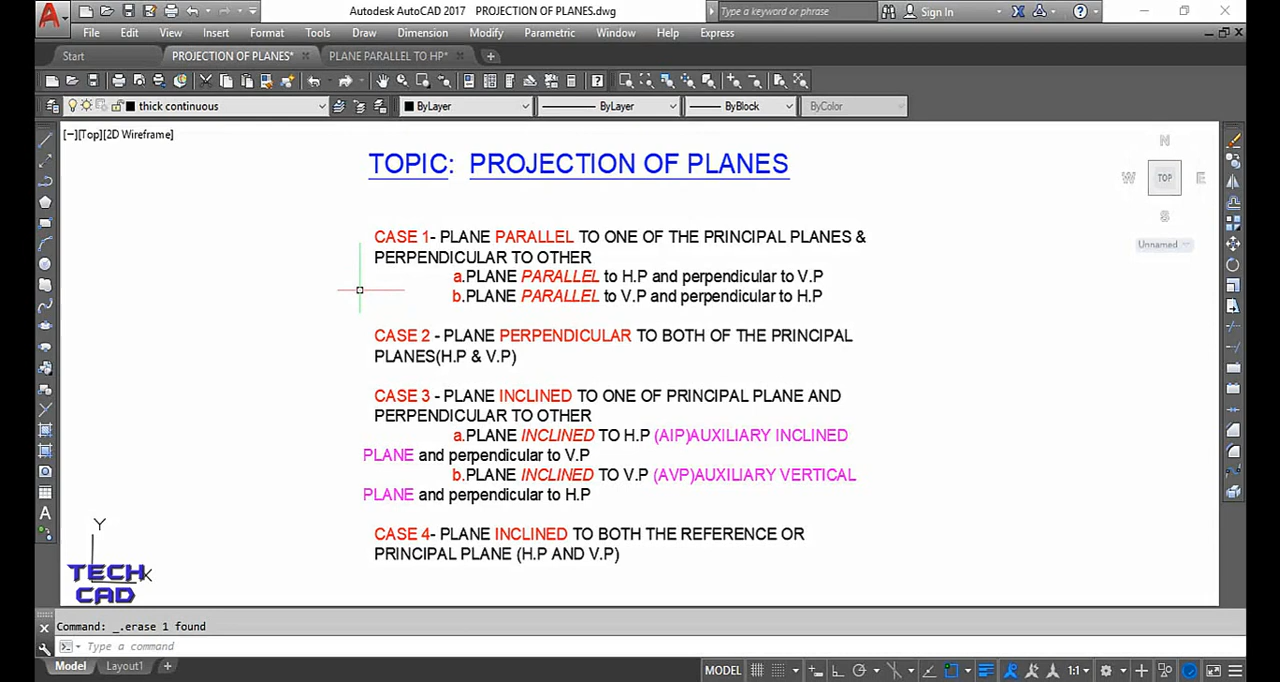 Autodesk AutoCAD 2017 PROJECTION OF PLANES.dwg
Type a keyword or phrase
Sign In
File Edit View Insert Format Tools Draw Dimension Modify Parametric Window Help Express
Start PROJECTION OF PLANES* PLANE PARALLEL TO HP*
thick continuous ByLayer ByLayer ByBlock ByColor
[−][Top][2D Wireframe]
N
W TOP E
S
Unnamed
TOPIC: PROJECTION OF PLANES
CASE 1- PLANE PARALLEL TO ONE OF THE PRINCIPAL PLANES &
PERPENDICULAR TO OTHER
a.PLANE PARALLEL to H.P and perpendicular to V.P
b.PLANE PARALLEL to V.P and perpendicular to H.P
CASE 2 - PLANE PERPENDICULAR TO BOTH OF THE PRINCIPAL
PLANES(H.P & V.P)
CASE 3 - PLANE INCLINED TO ONE OF PRINCIPAL PLANE AND
PERPENDICULAR TO OTHER
a.PLANE INCLINED TO H.P (AIP)AUXILIARY INCLINED
PLANE and perpendicular to V.P
b.PLANE INCLINED TO V.P (AVP)AUXILIARY VERTICAL
PLANE and perpendicular to H.P
CASE 4- PLANE INCLINED TO BOTH THE REFERENCE OR
PRINCIPAL PLANE (H.P AND V.P)
Y
X
TECH
CAD
Command: _.erase 1 found
Type a command
Model Layout1 +
MODEL 1:1